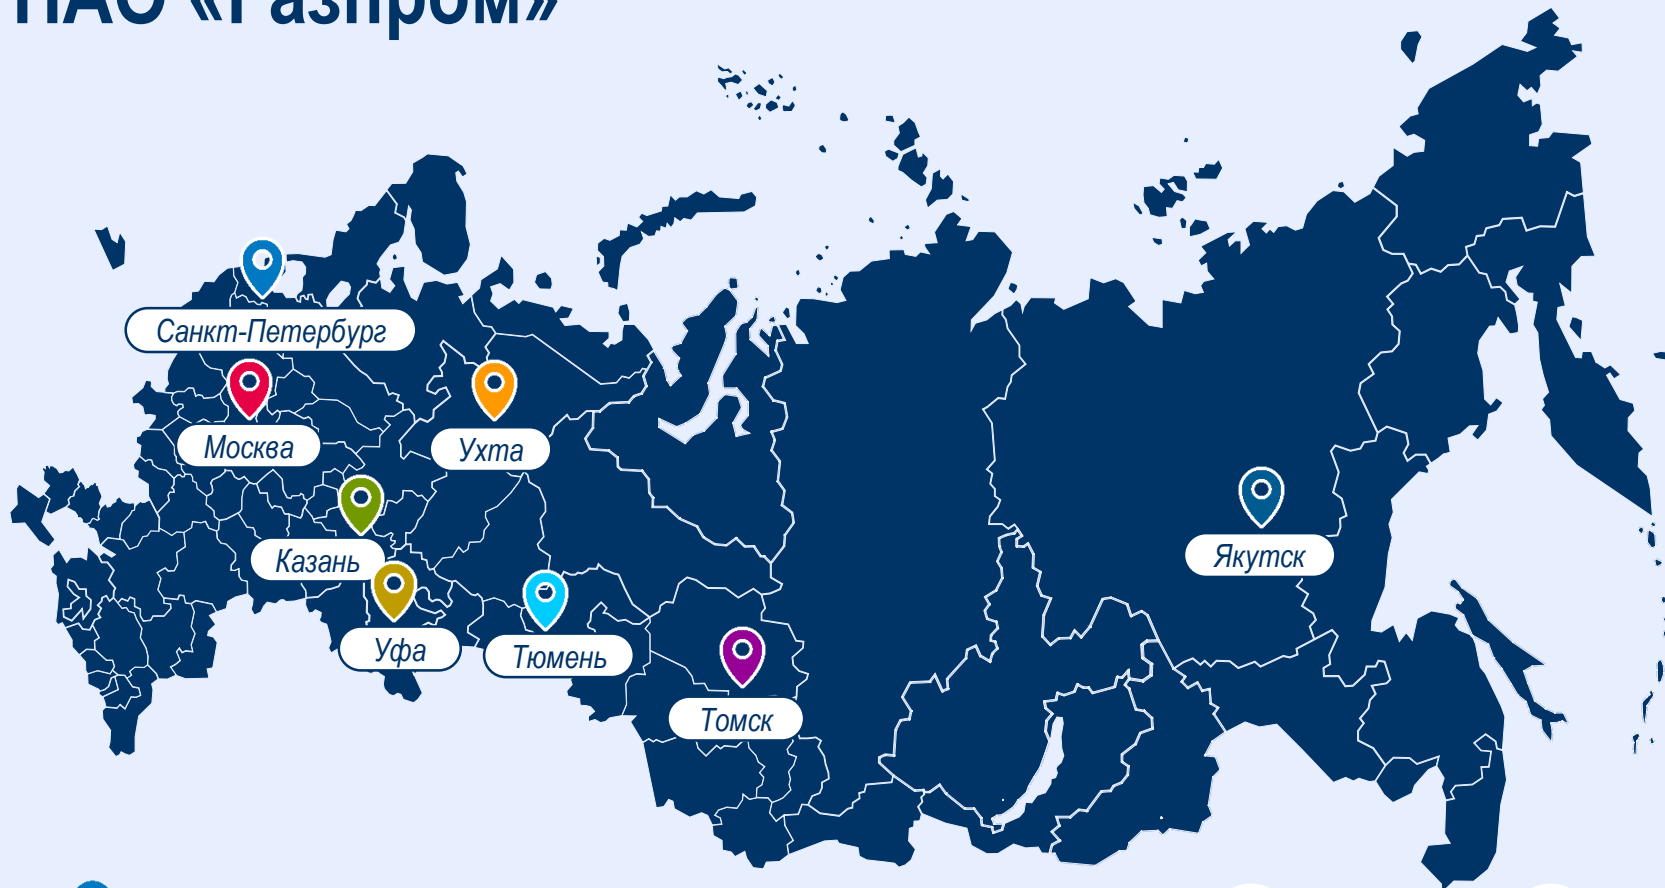 ПАО «Газпром»
Санкт-Петербург
Москва
Ухта
Казань
Якутск
Уфа
Тюмень
Томск